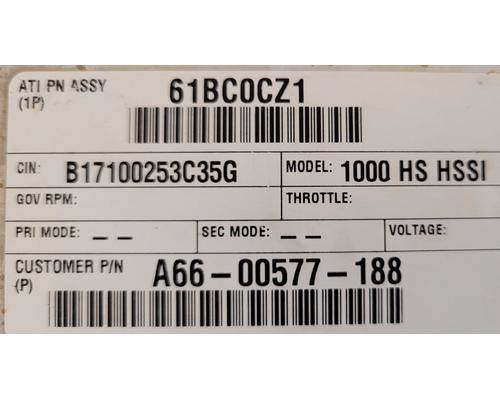 ATI PN ASSY 61BC0CZ1
(1P)
CIN: B17100253C35G MODEL: 1000 HS HSSI
GOV RPM: THROTTLE:
PRI MODE: _ _ SEC MODE: _ _ VOLTAGE:
CUSTOMER P/N A66-00577-188
(P)